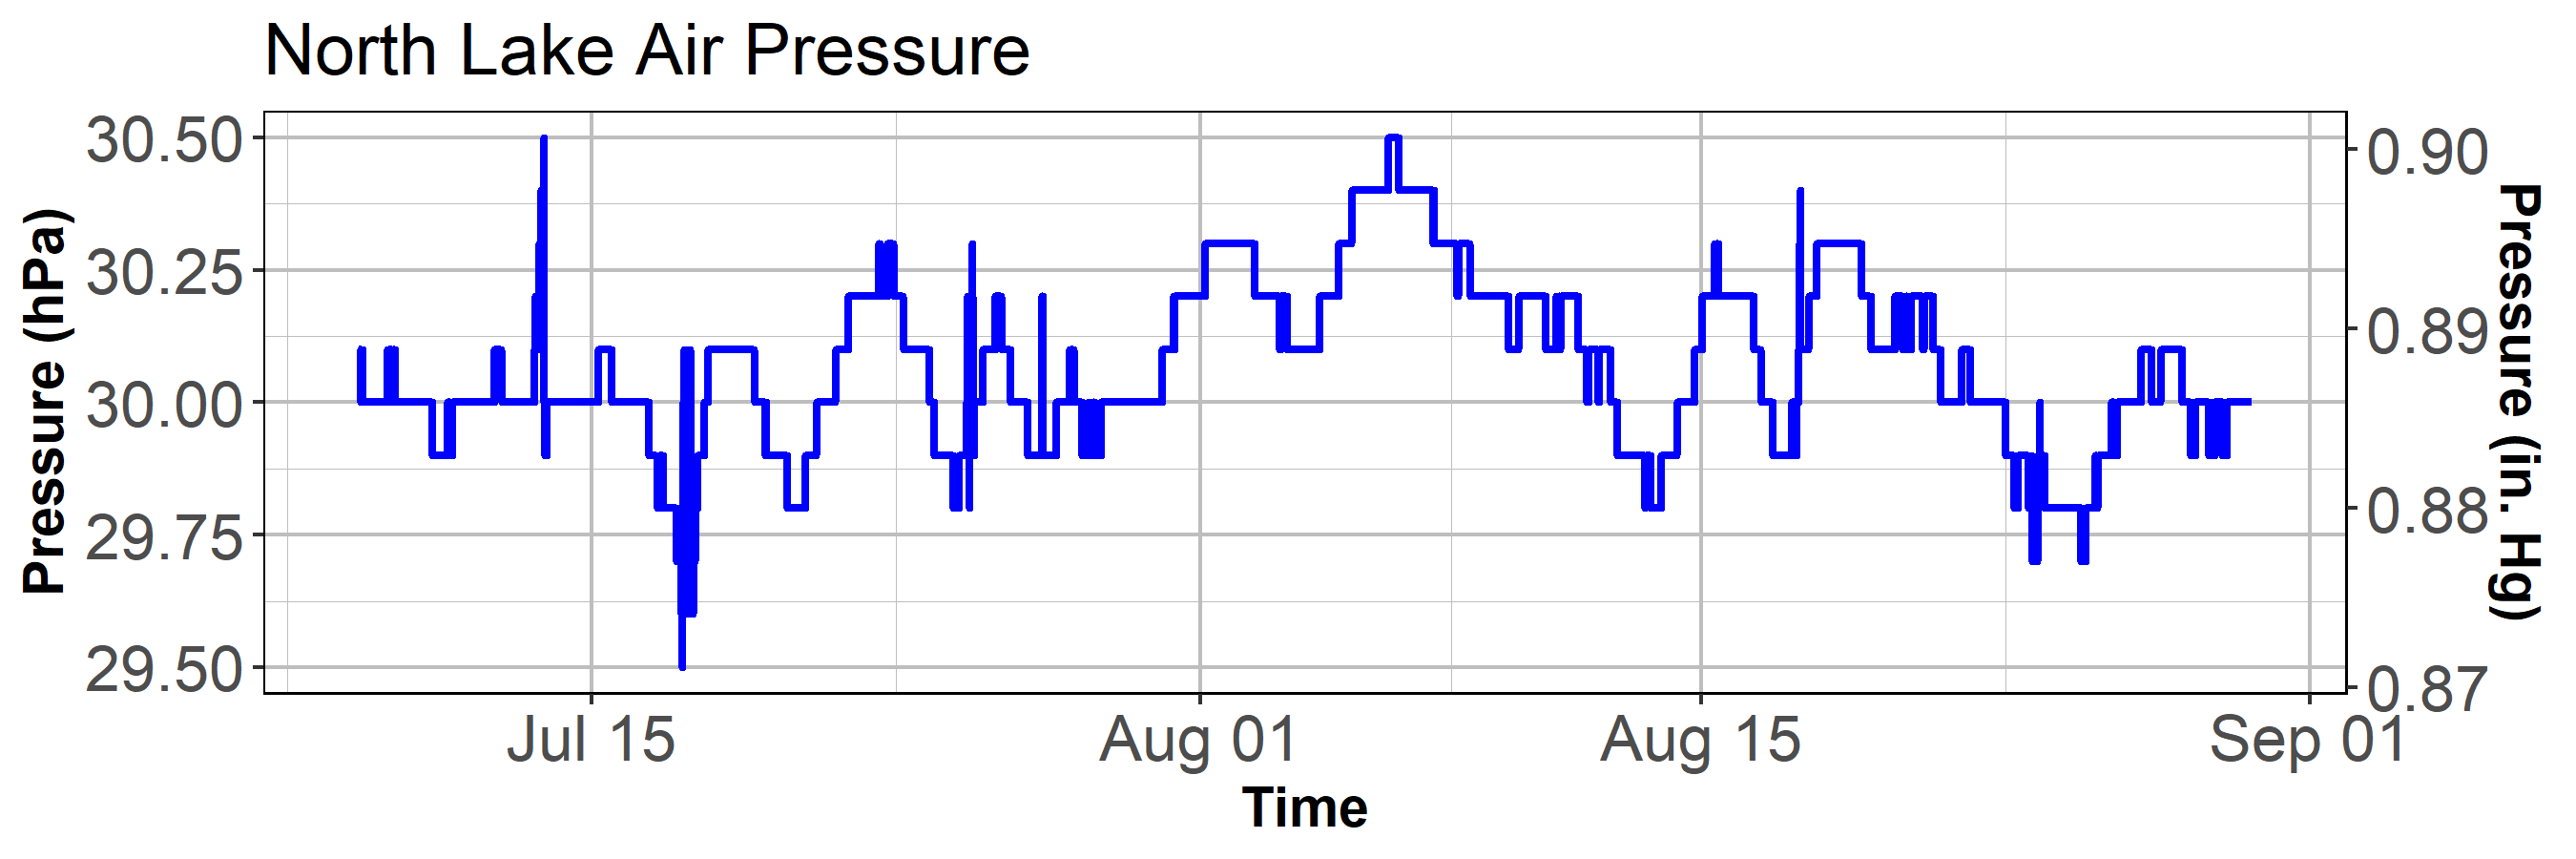 North Lake Air Pressure
Pressure (hPa)
30.50
30.25
30.00
29.75
29.50
0.90
0.89
0.88
0.87
Pressure (in. Hg)
Jul 15
Aug 01
Aug 15
Sep 01
Time